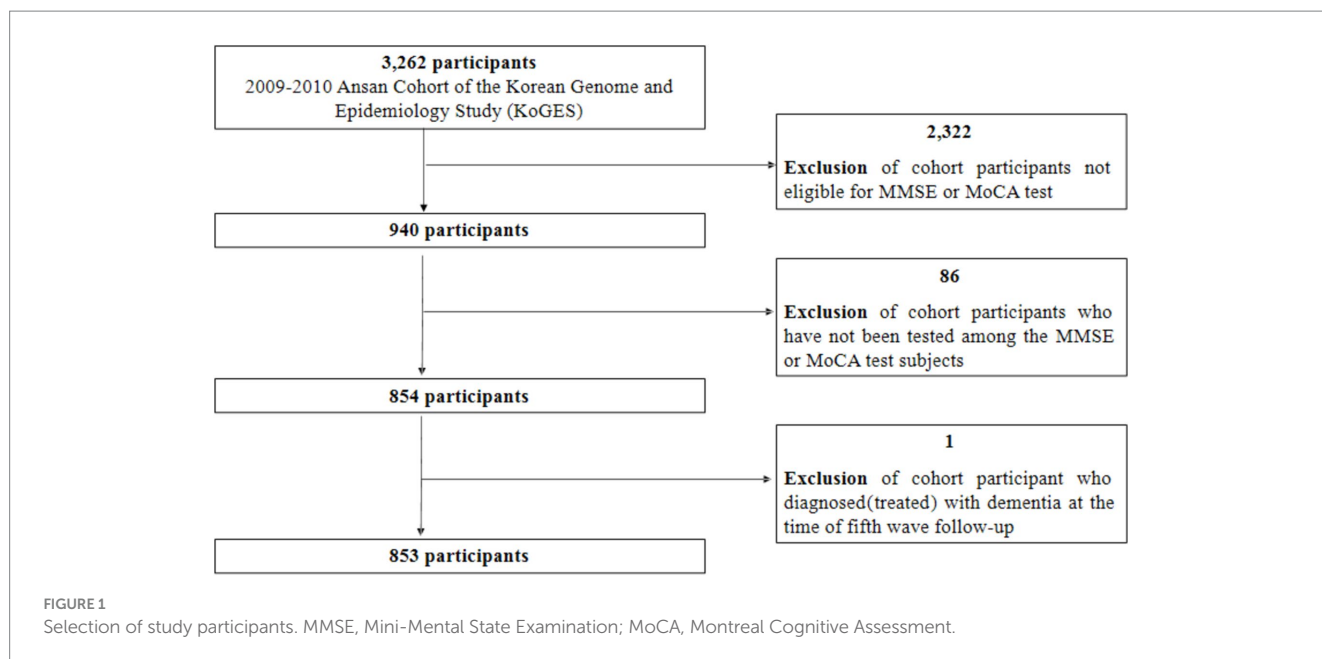 3,262 participants
2009-2010 Ansan Cohort of the Korean Genome and
Epidemiology Study (KoGES)
2,322
Exclusion of cohort participants not
eligible for MMSE or MoCA test
940 participants
86
Exclusion of cohort participants who
have not been tested among the MMSE
or MoCA test subjects
854 participants
1
Exclusion of cohort participant who
diagnosed(treated) with dementia at the
time of fifth wave follow-up
853 participants
FIGURE 1
Selection of study participants. MMSE, Mini-Mental State Examination; MoCA, Montreal Cognitive Assessment.